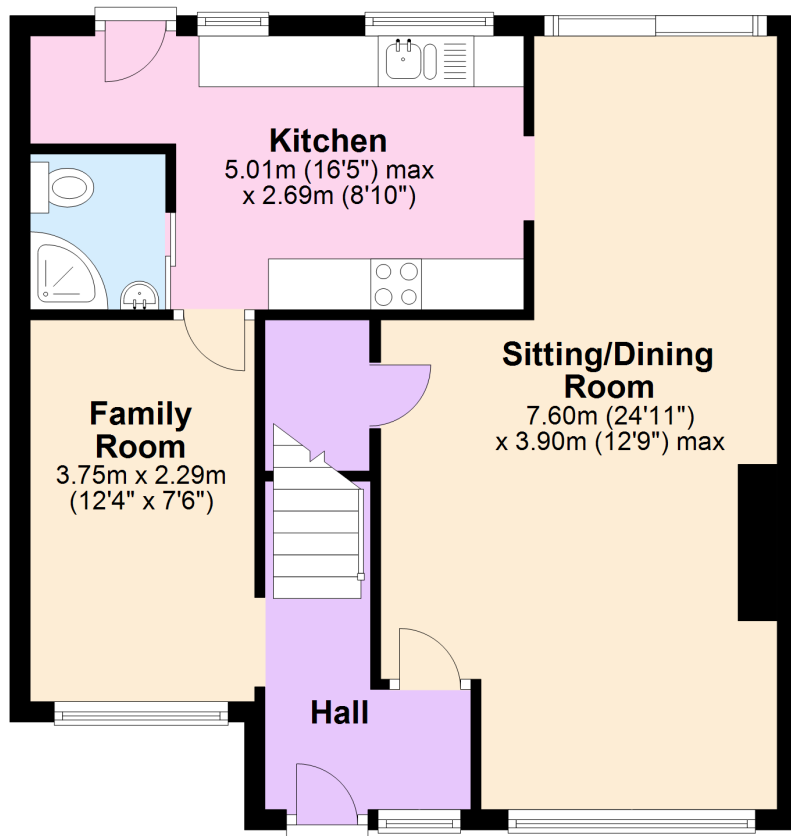 Kitchen
5.01m (16'5") max
x 2.69m (8'10")
Sitting/Dining
Room
7.60m (24'11")
x 3.90m (12'9") max
Family
Room
3.75m x 2.29m
(12'4" x 7'6")
Hall